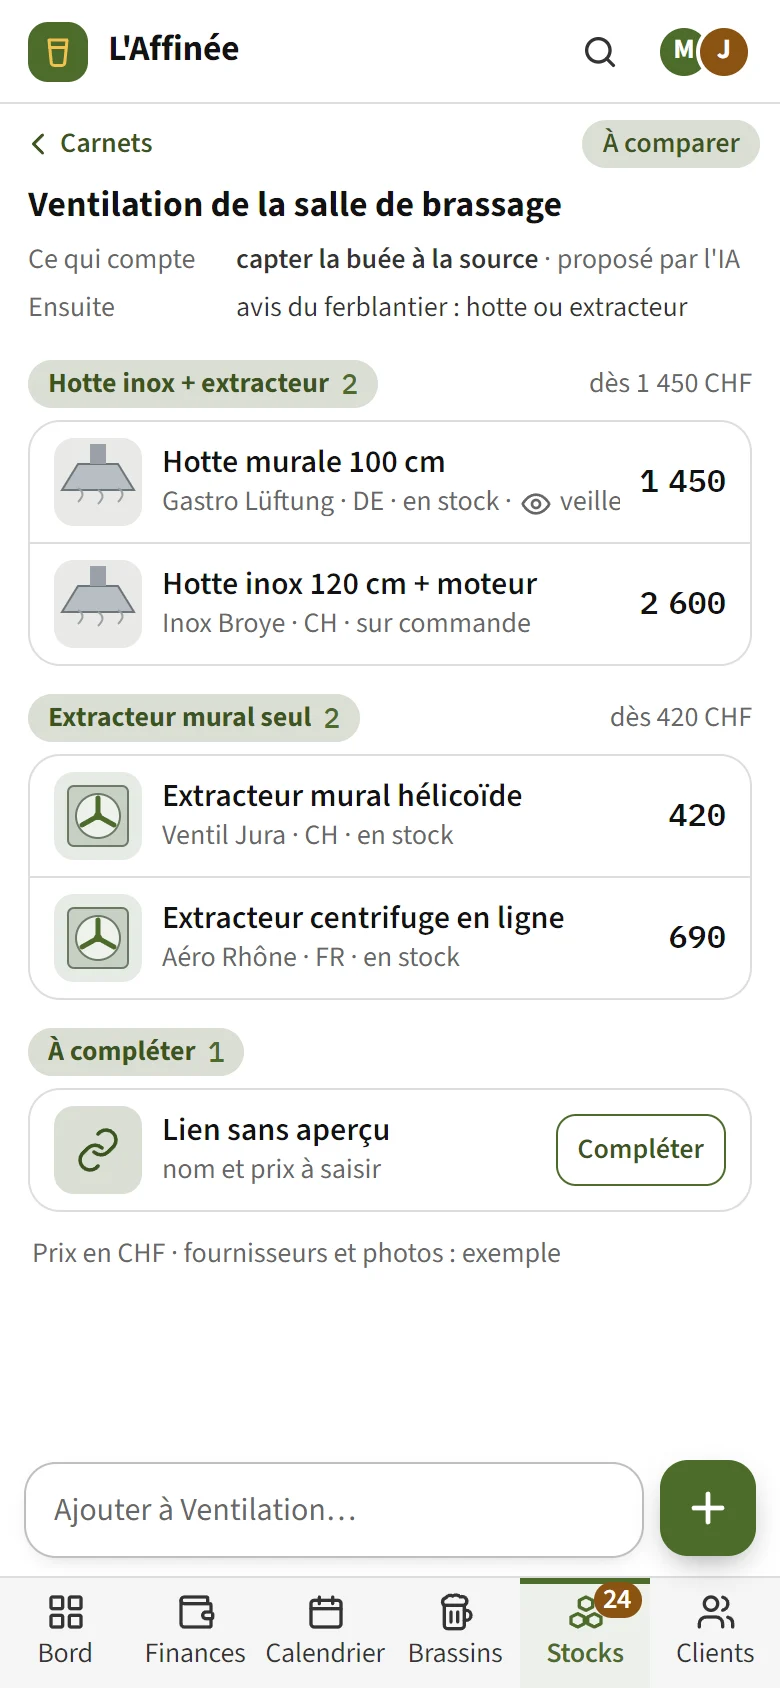 L'Affinée
M J
Carnets
À comparer
Ventilation de la salle de brassage
Ce qui compte capter la buée à la source · proposé par l'IA
Ensuite avis du ferblantier : hotte ou extracteur
Hotte inox + extracteur 2
dès 1 450 CHF
Hotte murale 100 cm
Gastro Lüftung · DE · en stock · veille
1 450
Hotte inox 120 cm + moteur
Inox Broye · CH · sur commande
2 600
Extracteur mural seul 2
dès 420 CHF
Extracteur mural hélicoïde
Ventil Jura · CH · en stock
420
Extracteur centrifuge en ligne
Aéro Rhône · FR · en stock
690
À compléter 1
Lien sans aperçu
nom et prix à saisir
Compléter
Prix en CHF · fournisseurs et photos : exemple
Ajouter à Ventilation…
24
Bord Finances Calendrier Brassins Stocks Clients